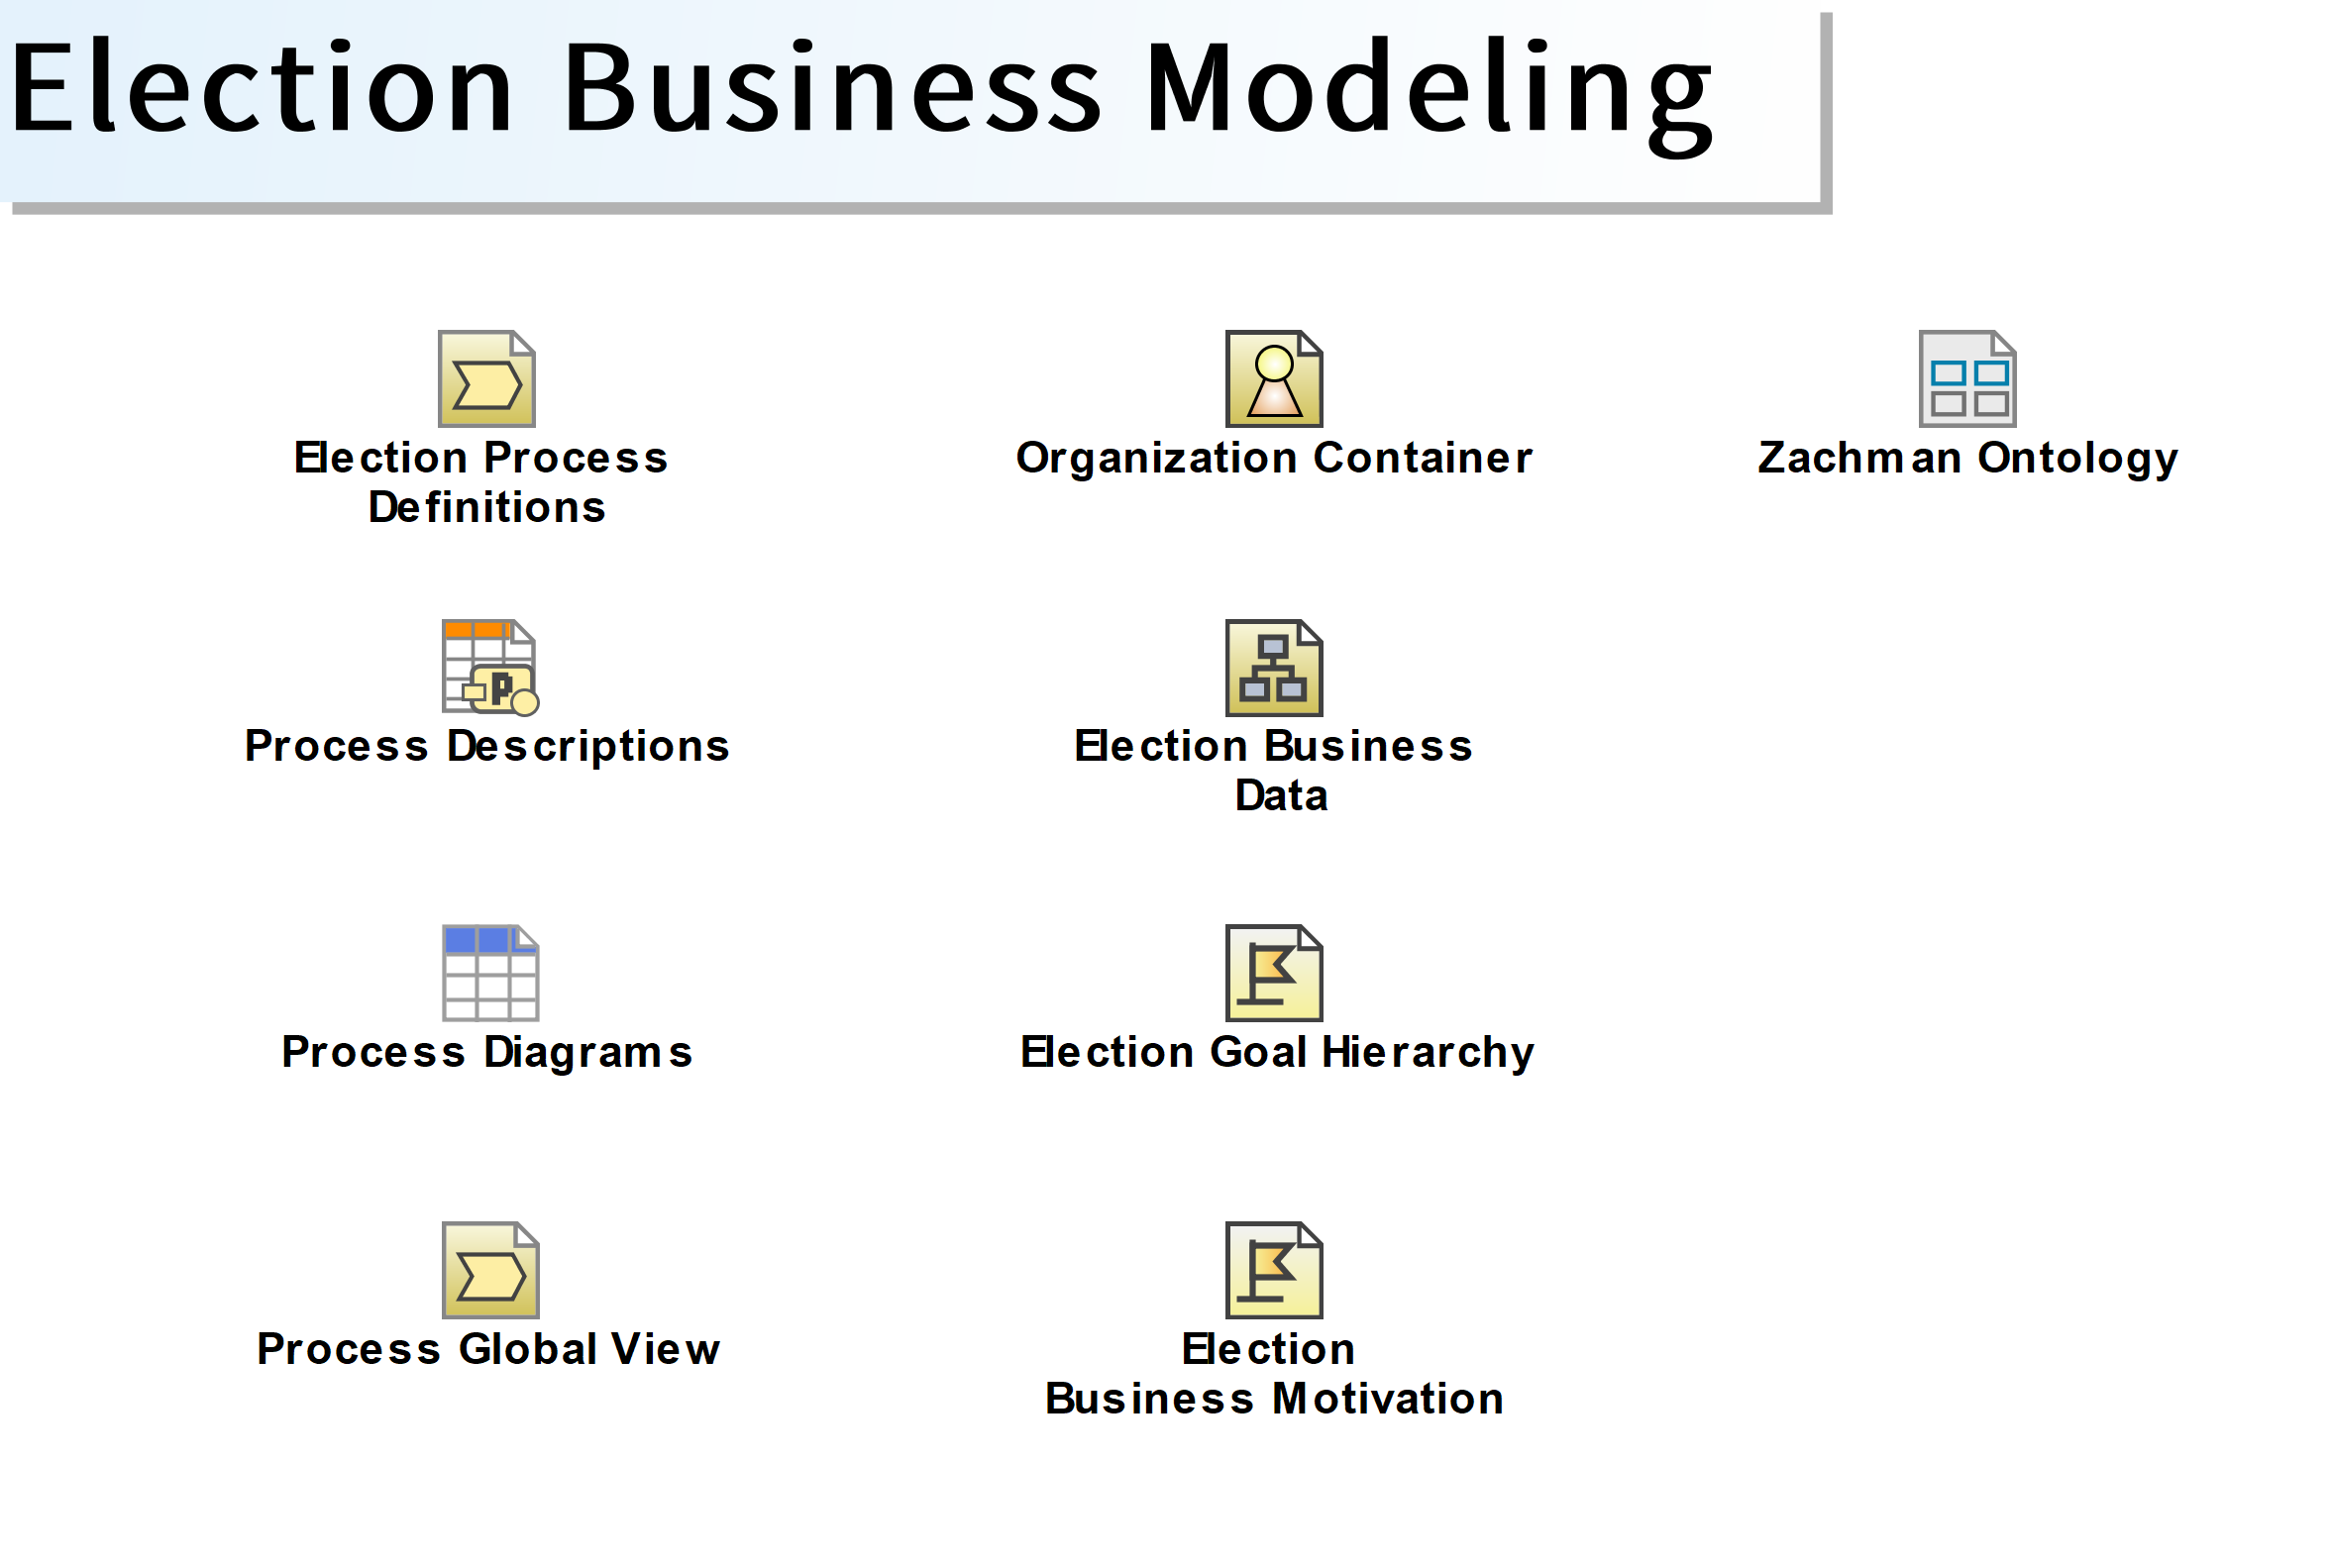 Election Business Modeling
Election Process
Definitions
Organization Container
Zachman Ontology
P
Process Descriptions
Election Business
Data
Process Diagrams
Election Goal Hierarchy
Process Global View
Election
Business Motivation